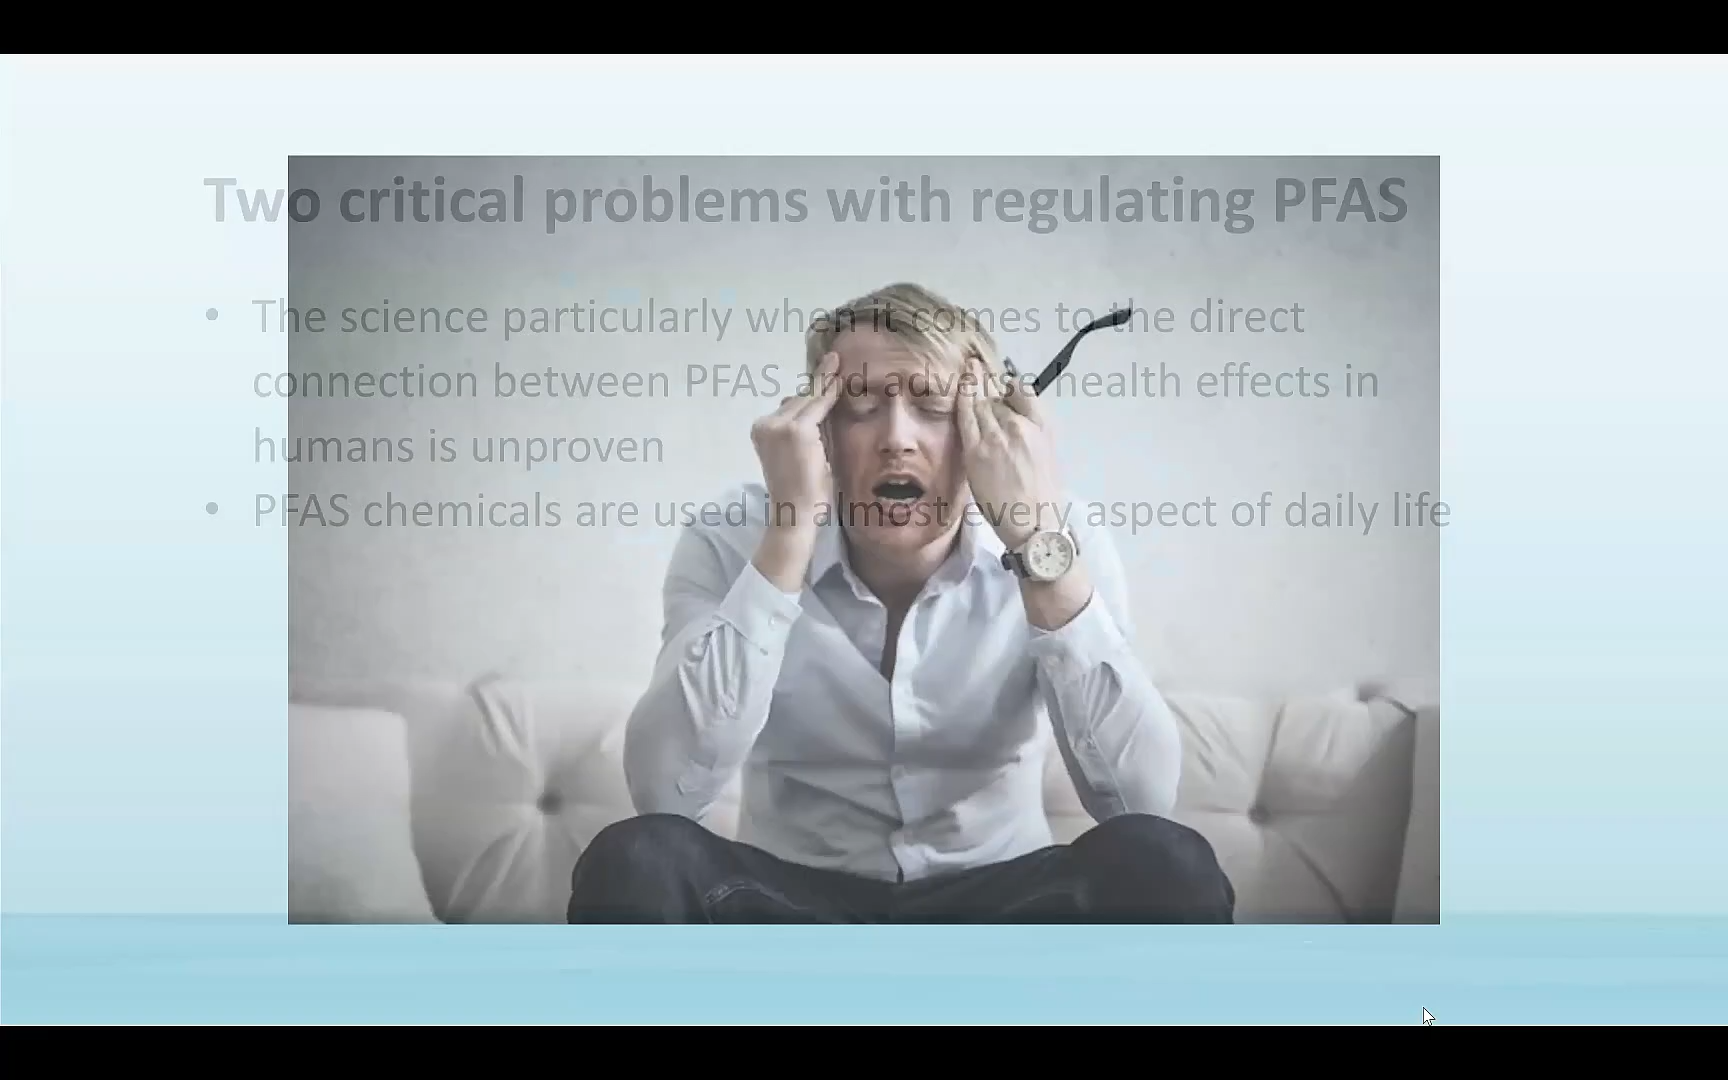 Two critical problems with regulating PFAS
• The science particularly when it comes to the direct
connection between PFAS and adverse health effects in
humans is unproven
• PFAS chemicals are used in almost every aspect of daily life